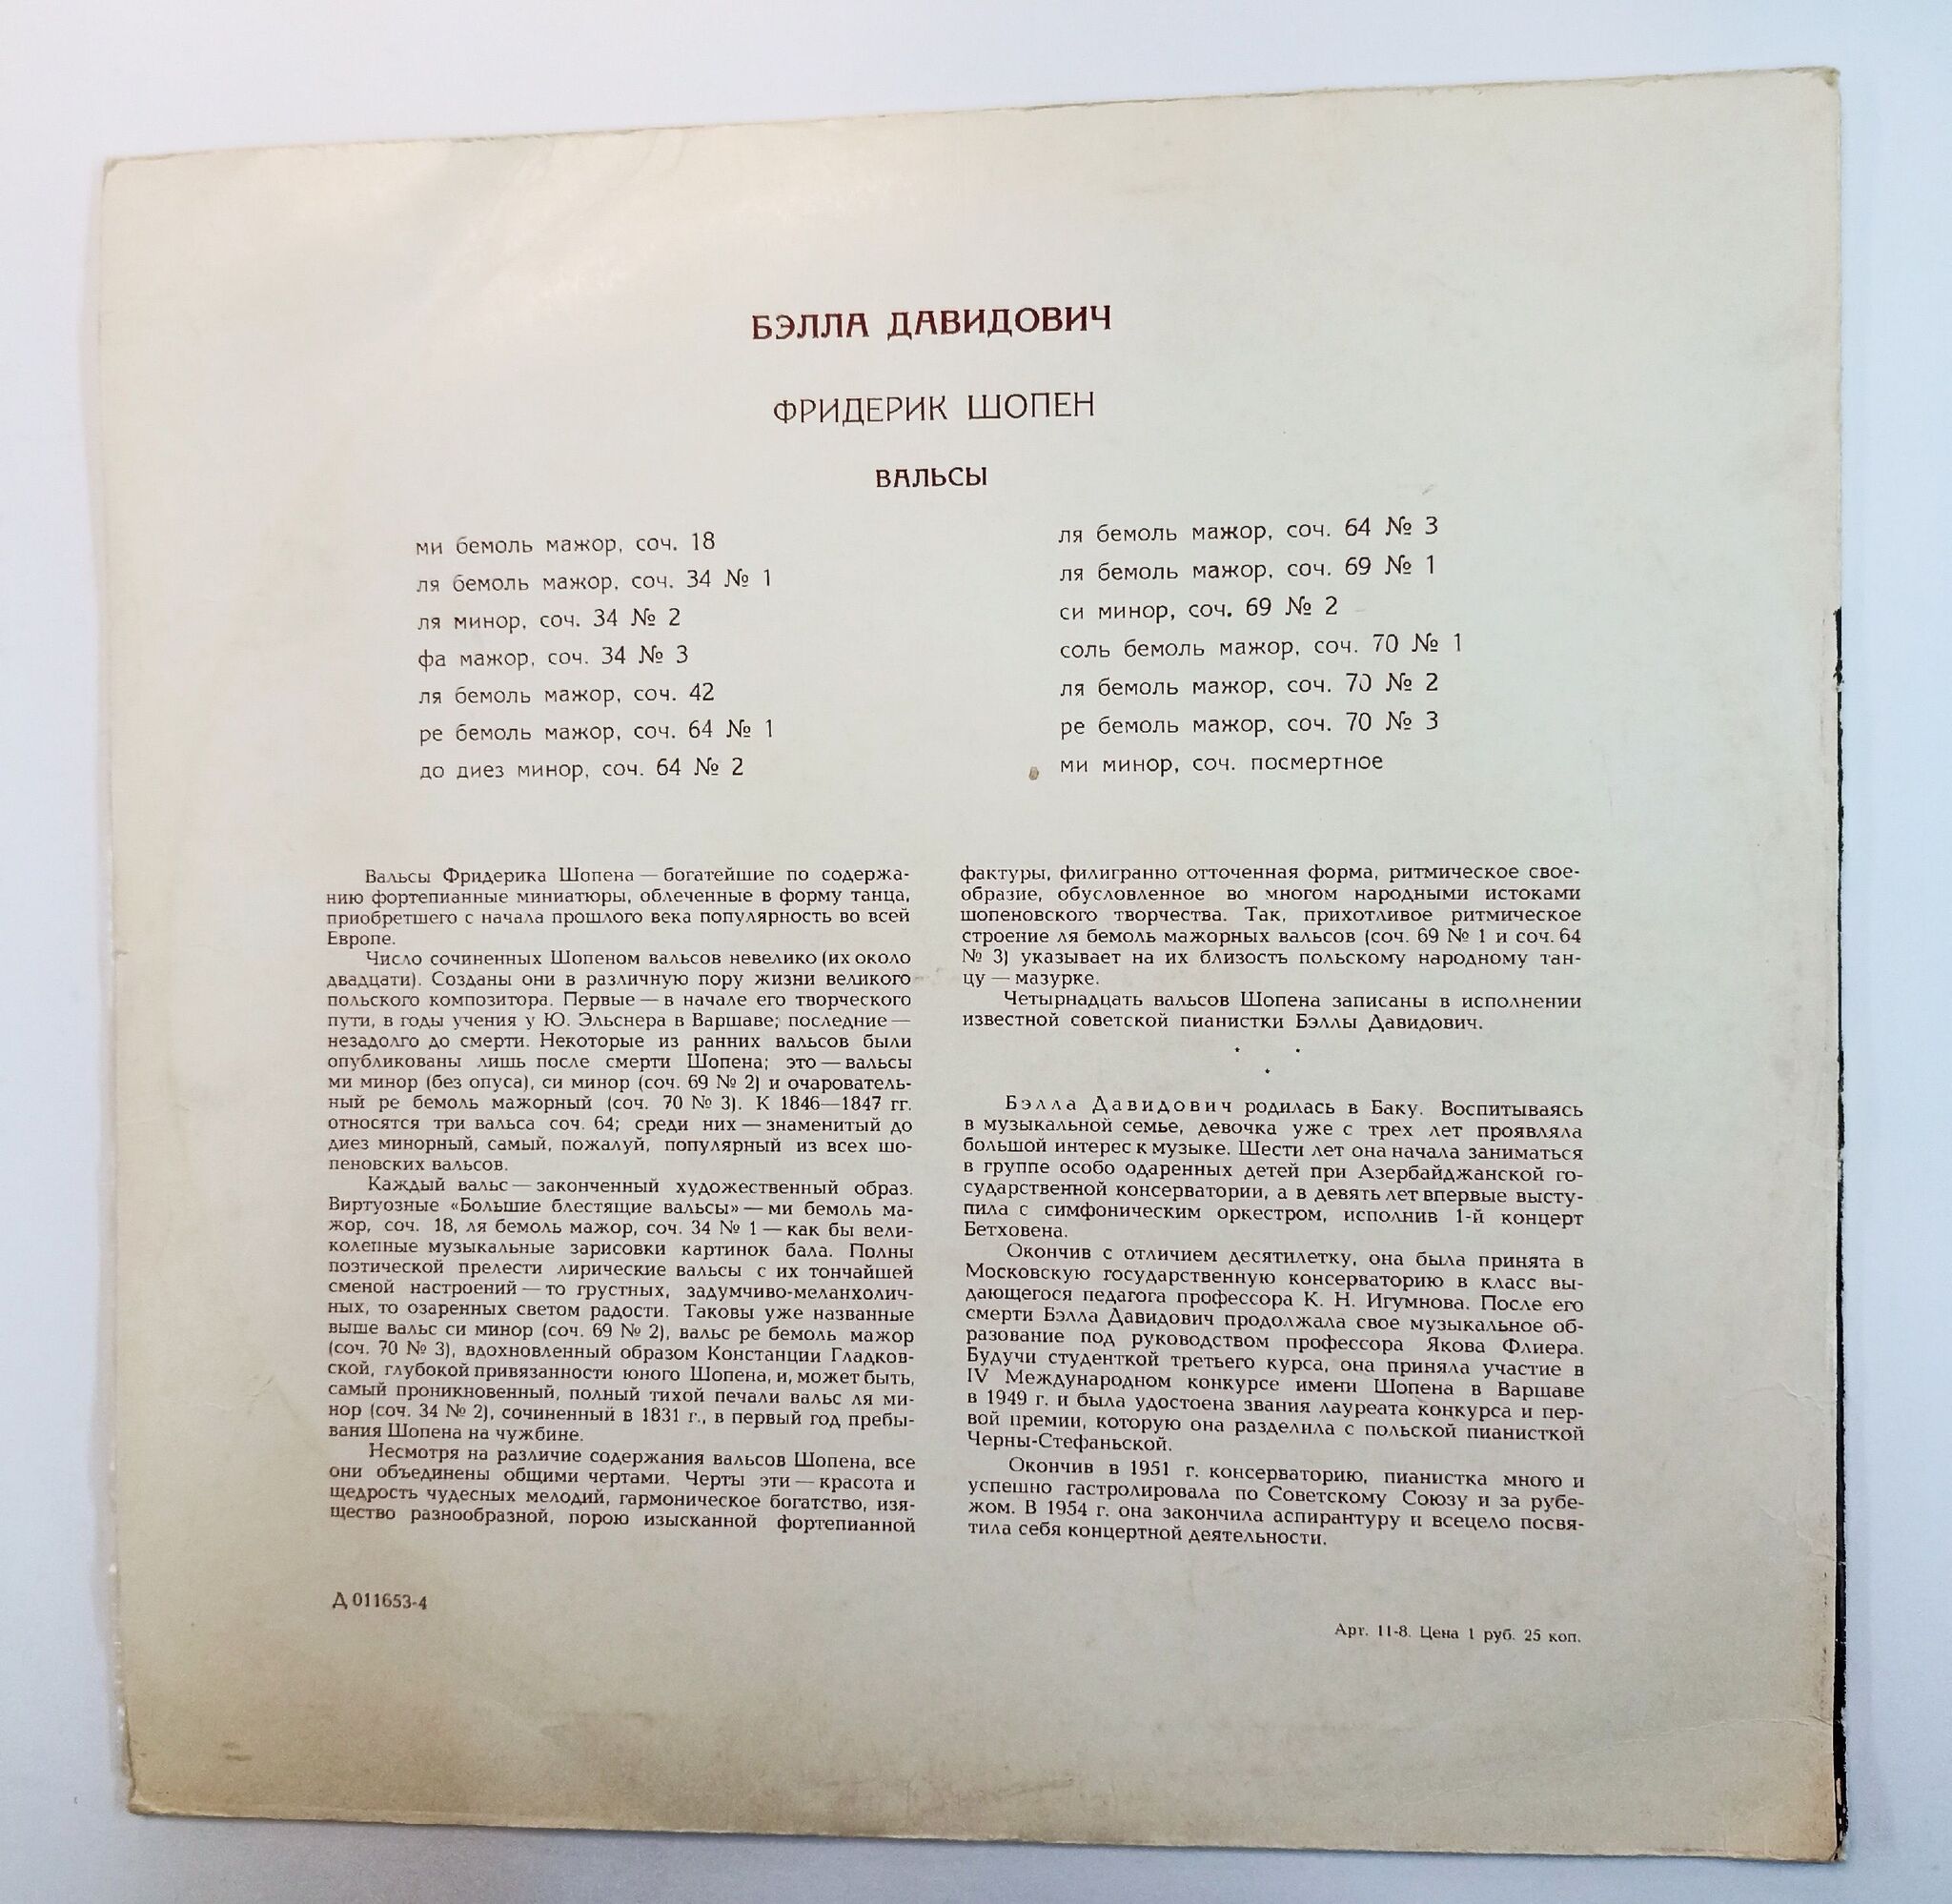 БЭЛЛА ДАВИДОВИЧ
ФРИДЕРИК ШОПЕН
ВАЛЬСЫ
ми бемоль мажор, соч. 18
ля бемоль мажор, соч. 34 № 1
ля минор, соч. 34 № 2
фа мажор, соч. 34 № 3
ля бемоль мажор, соч. 42
ре бемоль мажор, соч. 64 № 1
до диез минор, соч. 64 № 2
ля бемоль мажор, соч. 64 № 3
ля бемоль мажор, соч. 69 № 1
си минор, соч. 69 № 2
соль бемоль мажор, соч. 70 № 1
ля бемоль мажор, соч. 70 № 2
ре бемоль мажор, соч. 70 № 3
ми минор, соч. посмертное
Вальсы Фридерика Шопена — богатейшие по содержа-
нию фортепианные миниатюры, облеченные в форму танца,
приобретшего с начала прошлого века популярность во всей
Европе.
Число сочиненных Шопеном вальсов невелико (их около
двадцати). Созданы они в различную пору жизни великого
польского композитора. Первые — в начале его творческого
пути, в годы учения у Ю. Эльснера в Варшаве; последние —
незадолго до смерти. Некоторые из ранних вальсов были
опубликованы лишь после смерти Шопена; это — вальсы
ми минор (без опуса), си минор (соч. 69 № 2) и очарователь-
ный ре бемоль мажорный (соч. 70 № 3). К 1846—1847 гг.
относятся три вальса соч. 64; среди них — знаменитый до
диез минорный, самый, пожалуй, популярный из всех шо-
пеновских вальсов.
Каждый вальс — законченный художественный образ.
Виртуозные «Большие блестящие вальсы» — ми бемоль ма-
жор, соч. 18, ля бемоль мажор, соч. 34 № 1 — как бы вели-
колепные музыкальные зарисовки картинок бала. Полны
поэтической прелести лирические вальсы с их тончайшей
сменой настроений — то грустных, задумчиво-меланхолич-
ных, то озаренных светом радости. Таковы уже названные
выше вальс си минор (соч. 69 № 2), вальс ре бемоль мажор
(соч. 70 № 3), вдохновленный образом Констанции Гладков-
ской, глубокой привязанности юного Шопена, и, может быть,
самый проникновенный, полный тихой печали вальс ля ми-
нор (соч. 34 № 2), сочиненный в 1831 г., в первый год пребы-
вания Шопена на чужбине.
Несмотря на различие содержания вальсов Шопена, все
они объединены общими чертами. Черты эти — красота и
щедрость чудесных мелодий, гармоническое богатство, изя-
щество разнообразной, порою изысканной фортепианной
фактуры, филигранно отточенная форма, ритмическое свое-
образие, обусловленное во многом народными истоками
шопеновского творчества. Так, прихотливое ритмическое
строение ля бемоль мажорных вальсов (соч. 69 № 1 и соч. 64
№ 3) указывает на их близость польскому народному тан-
цу — мазурке.
Четырнадцать вальсов Шопена записаны в исполнении
известной советской пианистки Бэллы Давидович.
Бэлла Давидович родилась в Баку. Воспитываясь
в музыкальной семье, девочка уже с трех лет проявляла
большой интерес к музыке. Шести лет она начала заниматься
в группе особо одаренных детей при Азербайджанской го-
сударственной консерватории, а в девять лет впервые высту-
пила с симфоническим оркестром, исполнив 1-й концерт
Бетховена.
Окончив с отличием десятилетку, она была принята в
Московскую государственную консерваторию в класс вы-
дающегося педагога профессора К. Н. Игумнова. После его
смерти Бэлла Давидович продолжала свое музыкальное об-
разование под руководством профессора Якова Флиера.
Будучи студенткой третьего курса, она приняла участие в
IV Международном конкурсе имени Шопена в Варшаве
в 1949 г. и была удостоена звания лауреата конкурса и пер-
вой премии, которую она разделила с польской пианисткой
Черны-Стефаньской.
Окончив в 1951 г. консерваторию, пианистка много и
успешно гастролировала по Советскому Союзу и за рубе-
жом. В 1954 г. она закончила аспирантуру и всецело посвя-
тила себя концертной деятельности.
Д 011653-4
Арт. 11-8. Цена 1 руб. 25 коп.